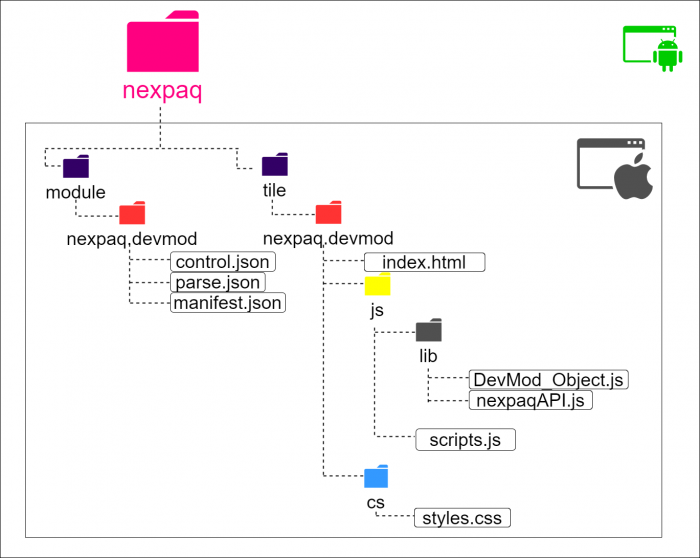 nexpaq
module
tile
nexpaq.devmod
nexpaq.devmod
control.json
parse.json
manifest.json
index.html
js
lib
DevMod_Object.js
nexpaqAPI.js
scripts.js
cs
styles.css